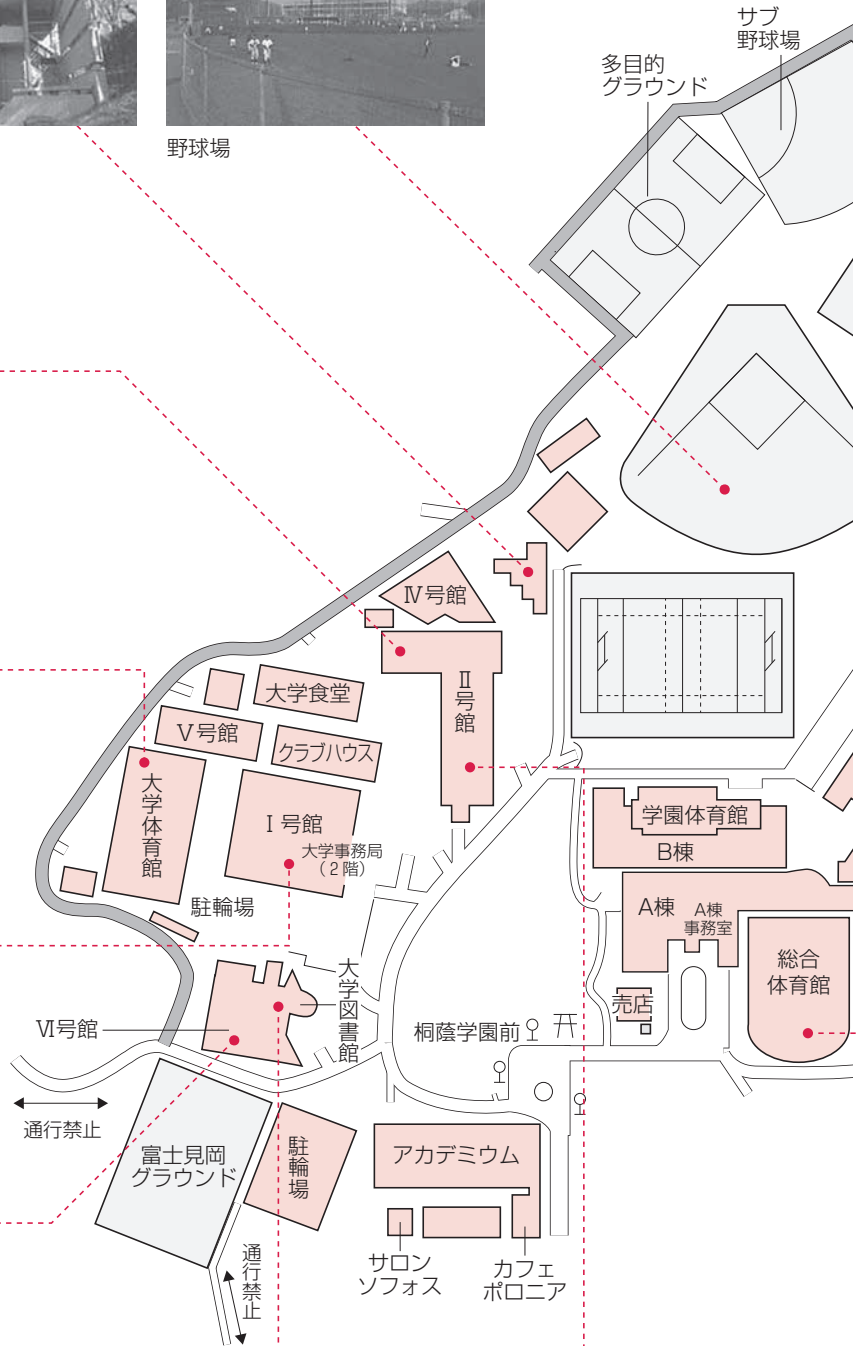 野球場
サブ
野球場
多目的
グラウンド
Ⅳ号館
Ⅱ号館
大学食堂
Ⅴ号館
クラブハウス
大学体育館
Ⅰ号館
大学事務局
(2階)
駐輪場
学園体育館
B棟
A棟
A棟
事務室
総合
体育館
売店
大学図書館
Ⅵ号館
桐蔭学園前
通行禁止
富士見岡
グラウンド
駐輪場
アカデミウム
通行禁止
サロン
ソフォス
カフェ
ポロニア